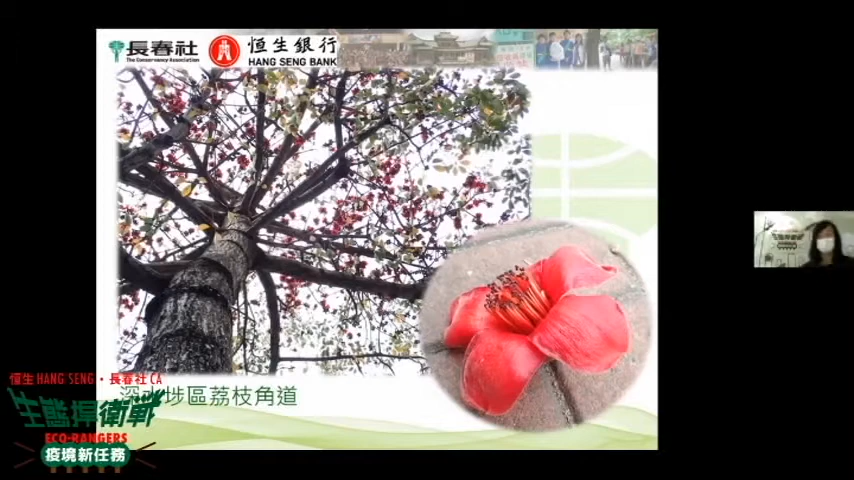 長春社
The Conservancy Association
恒生銀行
HANG SENG BANK
深水埗區荔枝角道
恒生 HANG SENG・長春社 CA
生態捍衛戰
ECO-RANGERS
疫境新任務